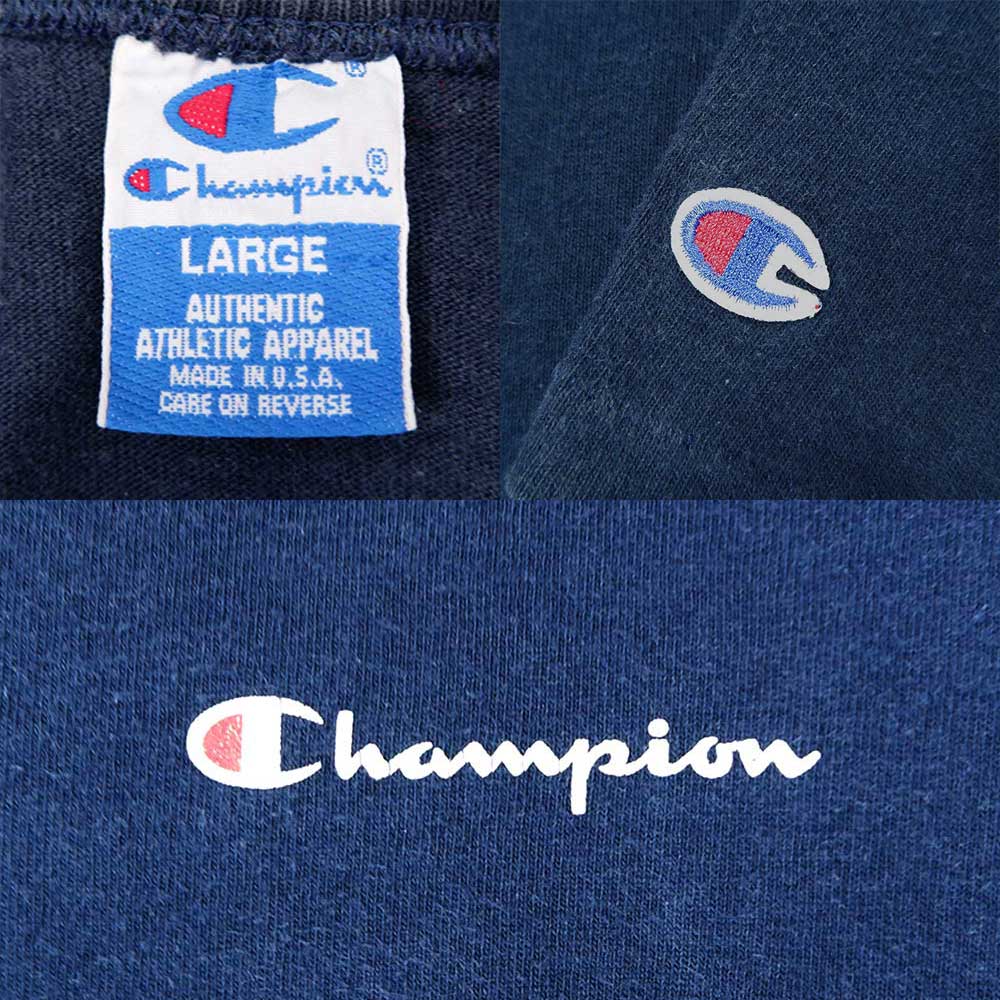 Champion®
LARGE
AUTHENTIC
ATHLETIC APPAREL
MADE IN U.S.A.
CARE ON REVERSE
Champion